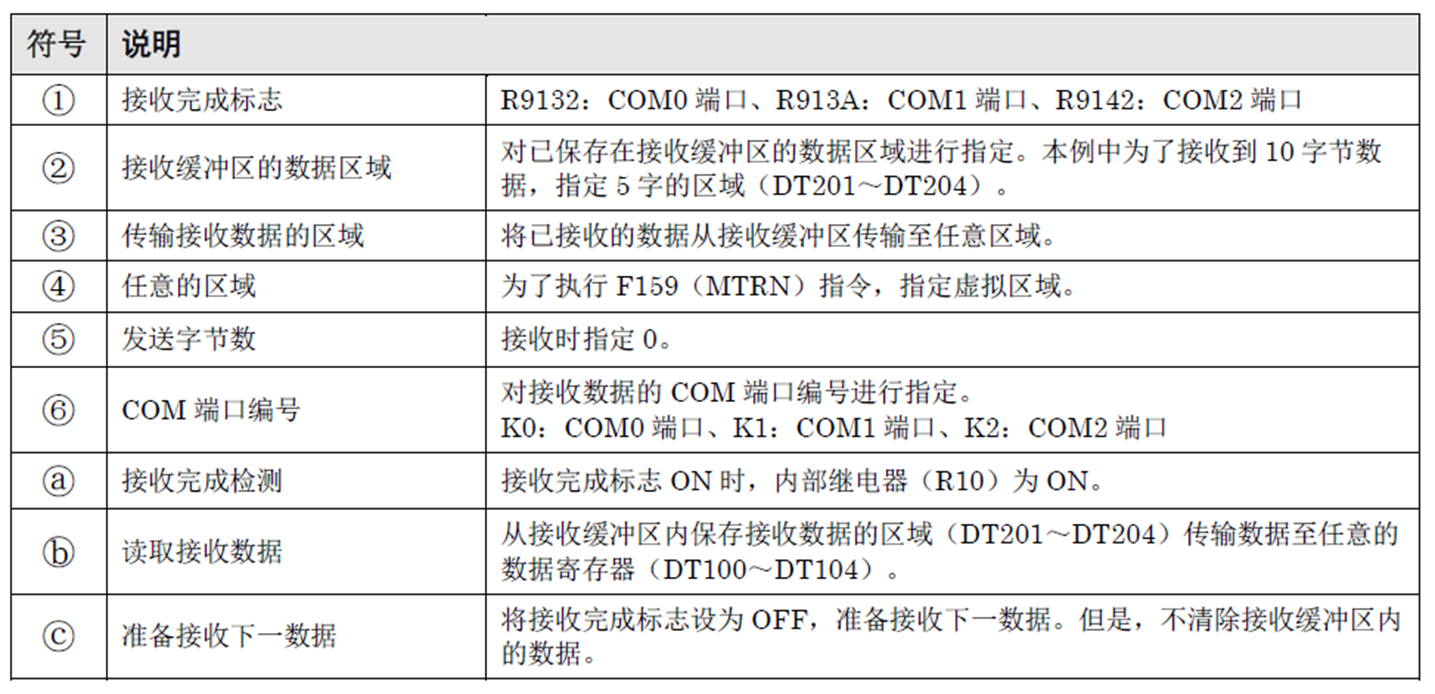 符号 说明
① 接收完成标志 R9132：COM0 端口、R913A：COM1 端口、R9142：COM2 端口
② 接收缓冲区的数据区域 对已保存在接收缓冲区的数据区域进行指定。本例中为了接收到 10 字节数
据，指定 5 字的区域（DT201～DT204）。
③ 传输接收数据的区域 将已接收的数据从接收缓冲区传输至任意区域。
④ 任意的区域 为了执行 F159（MTRN）指令，指定虚拟区域。
⑤ 发送字节数 接收时指定 0。
⑥ COM 端口编号 对接收数据的 COM 端口编号进行指定。
K0：COM0 端口、K1：COM1 端口、K2：COM2 端口
ⓐ 接收完成检测 接收完成标志 ON 时，内部继电器（R10）为 ON。
ⓑ 读取接收数据 从接收缓冲区内保存接收数据的区域（DT201～DT204）传输数据至任意的
数据寄存器（DT100～DT104）。
ⓒ 准备接收下一数据 将接收完成标志设为 OFF，准备接收下一数据。但是，不清除接收缓冲区内
的数据。